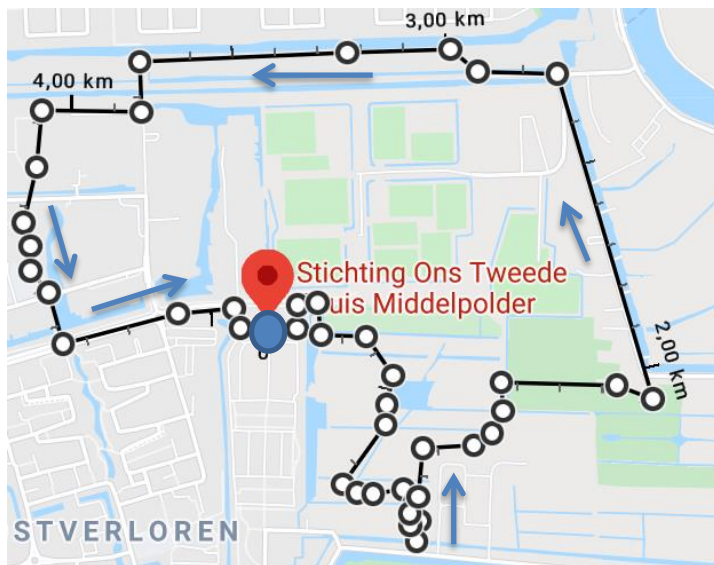 3,00 km
4,00 km
Stichting Ons Tweede
uis Middelpolder
2,00 km
STVERLOREN